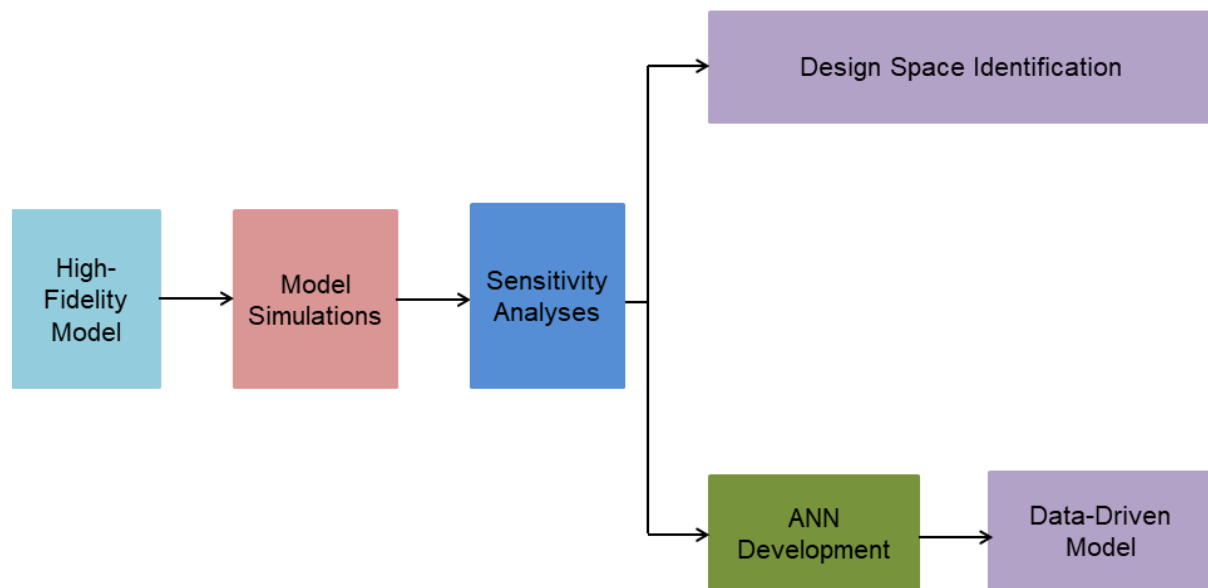 Design Space Identification
High-
Fidelity
Model
Model
Simulations
Sensitivity
Analyses
ANN
Development
Data-Driven
Model